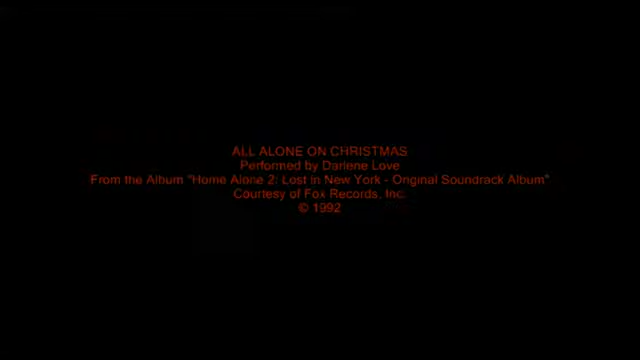 ALL ALONE ON CHRISTMAS
Performed by Darlene Love
From the Album "Home Alone 2: Lost in New York - Original Soundrack Album"
Courtesy of Fox Records, Inc.
© 1992